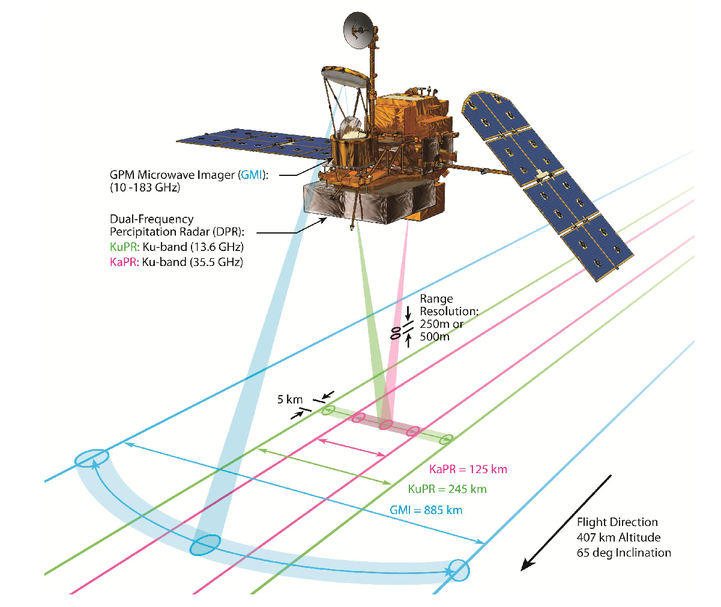 GPM Microwave Imager (GMI):
(10 -183 GHz)
Dual-Frequency
Percipitation Radar (DPR):
KuPR: Ku-band (13.6 GHz)
KaPR: Ku-band (35.5 GHz)
Range
Resolution:
250m or
500m
5 km
KaPR = 125 km
KuPR = 245 km
GMI = 885 km
Flight Direction
407 km Altitude
65 deg Inclination